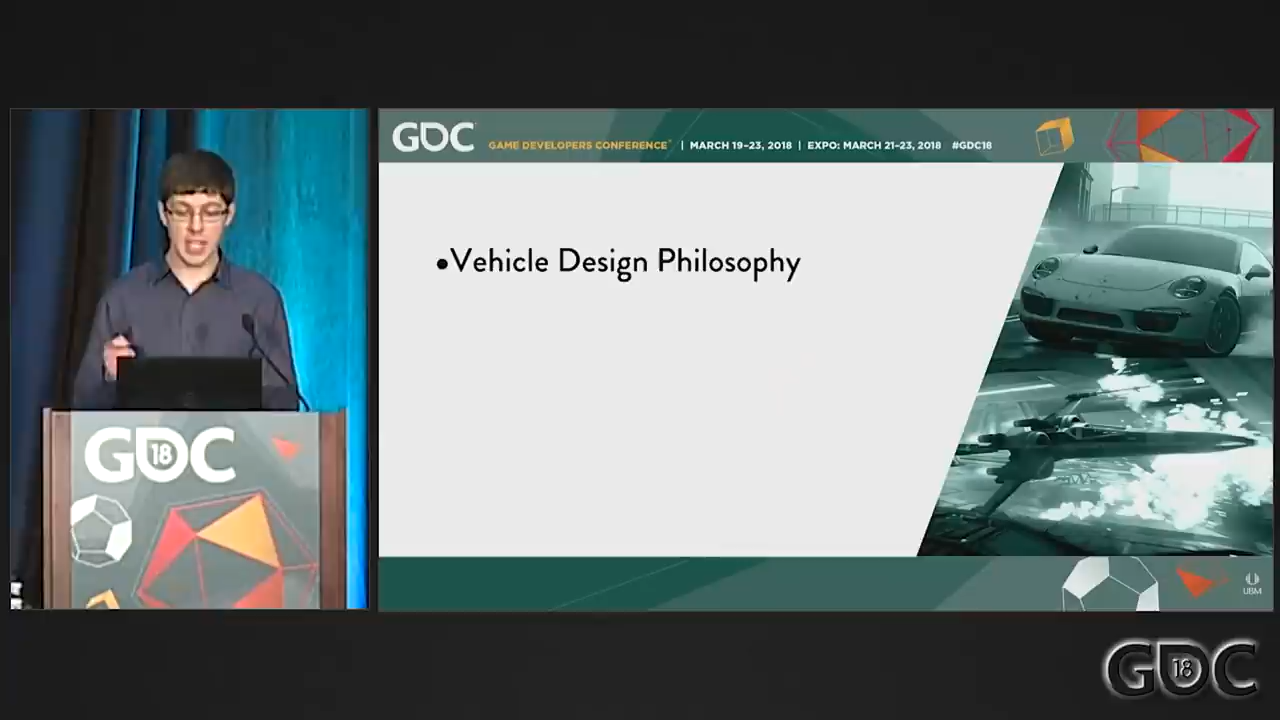 GDC
GAME DEVELOPERS CONFERENCE | MARCH 19–23, 2018 | EXPO: MARCH 21–23, 2018 #GDC18
•Vehicle Design Philosophy
GDC
18
UBM
GDC
18